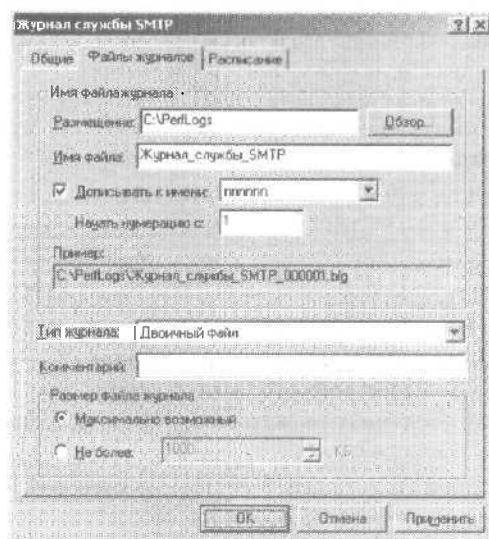 Журнал службы SMTP
Общие Файлы журналов Расписание
Имя файла журнала
Размещение: C:\PerfLogs Обзор...
Имя файла: Журнал_службы_SMTP
Дописывать к имени: nnnnnn
Начать нумерацию с: 1
Пример:
C:\PerfLogs\Журнал_службы_SMTP_000001.blg
Тип журнала: Двоичный файл
Комментарий:
Размер файла журнала
Максимально возможный
Не более: 1000 КБ
OK Отмена Применить